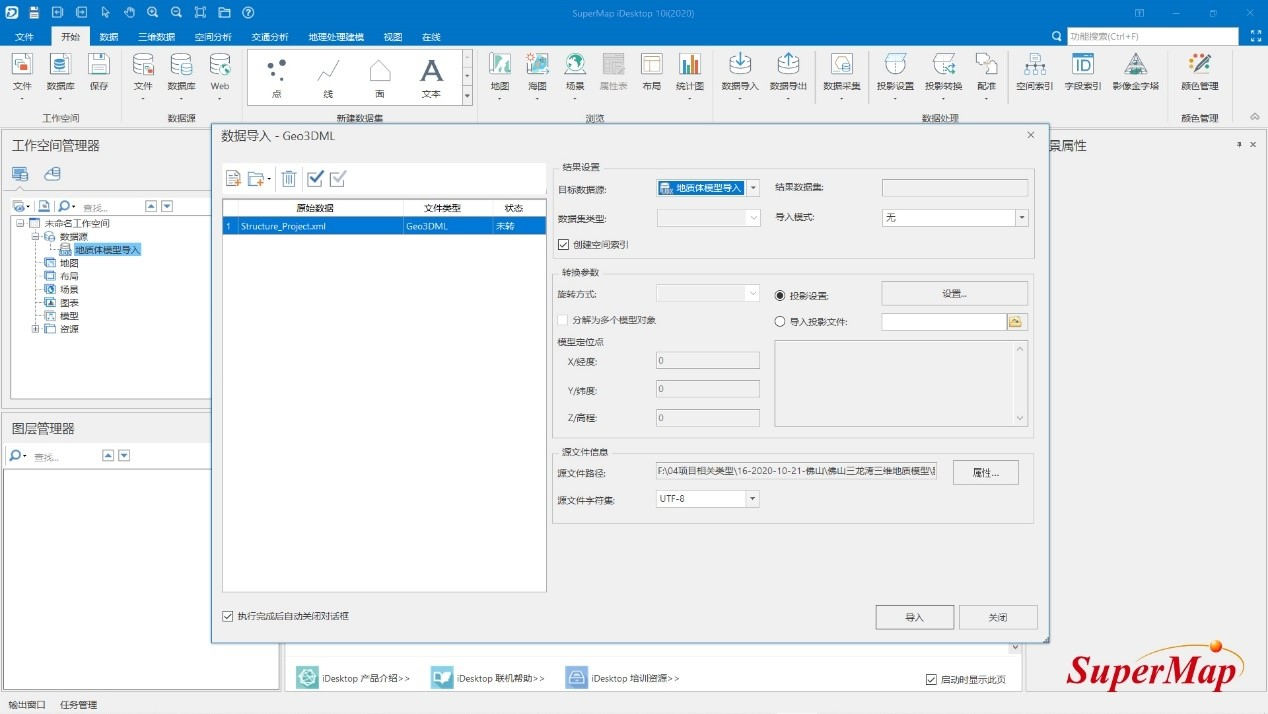 SuperMap iDesktop 10i(2020)
文件 开始 数据 三维数据 空间分析 交通分析 地理处理建模 视图 在线 功能搜索(Ctrl+F)
文件 数据库 保存 文件 数据库 Web 点 线 面 文本 地图 海图 场景 属性表 布局 统计图 数据导入 数据导出 数据采集 投影设置 投影转换 配准 空间索引 字段索引 影像金字塔 颜色管理
工作空间 数据源 新建数据集 浏览 数据处理 颜色管理
工作空间管理器
查找...
未命名工作空间
数据源
地质体模型导入
地图
布局
场景
图表
模型
资源
图层管理器
查找...
输出窗口 任务管理
数据导入 - Geo3DML
原始数据 文件类型 状态
1 Structure_Project.xml Geo3DML 未转
执行完成后自动关闭对话框
结果设置
目标数据源: 地质体模型导入 结果数据集:
数据集类型: 导入模式: 无
创建空间索引
转换参数
旋转方式: 投影设置: 设置...
分解为多个模型对象 导入投影文件:
模型定位点
X/经度: 0
Y/纬度: 0
Z/高程: 0
源文件信息
源文件路径: F:\04项目相关类型\16-2020-10-21-佛山\佛山三龙湾三维地质模型\ 属性...
源文件字符集: UTF-8
导入 关闭
景属性
iDesktop 产品介绍>> iDesktop 联机帮助>> iDesktop 培训资源>> 启动时显示此页
SuperMap